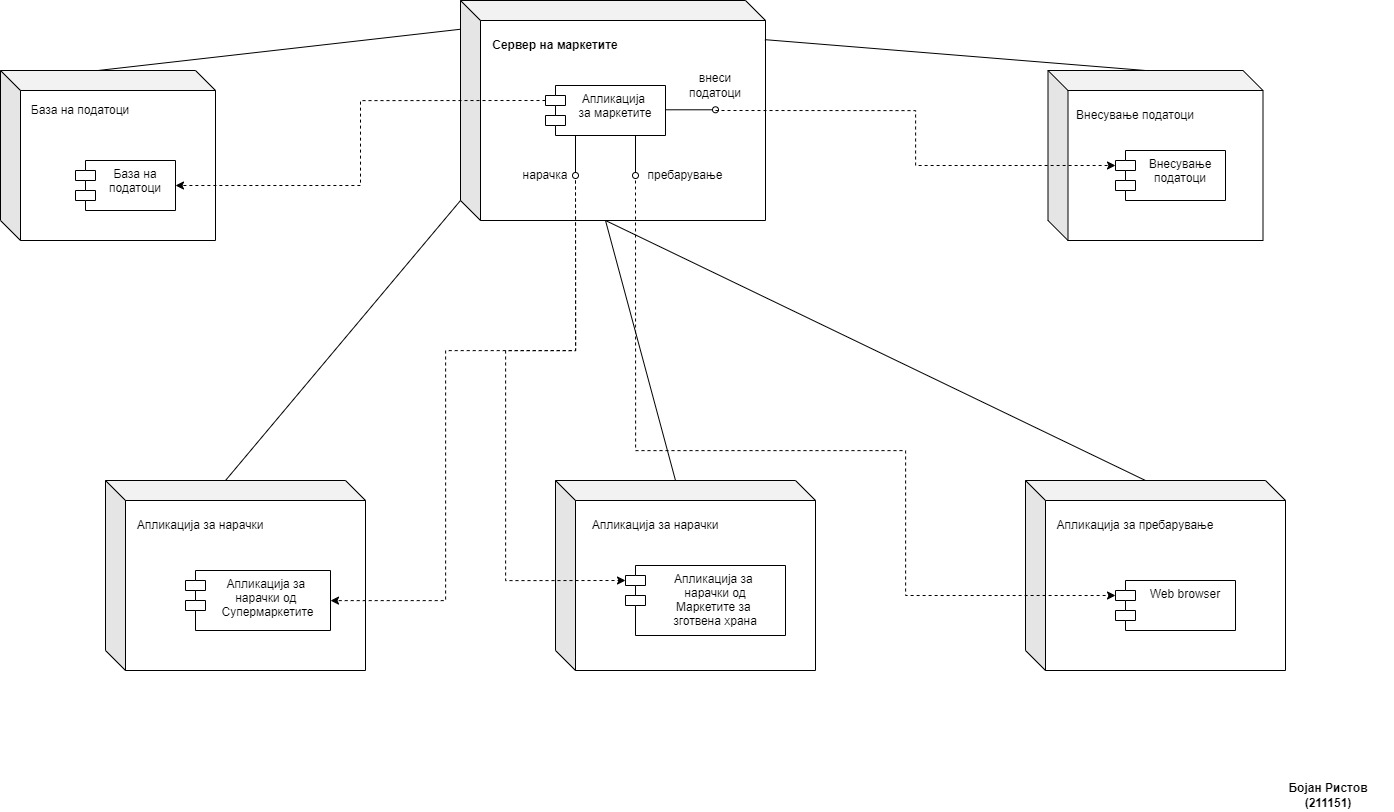 Сервер на маркетите
внеси
податоци
Апликација
за маркетите
нарачка
пребарување
База на податоци
База на
податоци
Внесување податоци
Внесување
податоци
Апликација за нарачки
Апликација за
нарачки од
Супермаркетите
Апликација за нарачки
Апликација за
нарачки од
Маркетите за
зготвена храна
Апликација за пребарување
Web browser
Бојан Ристов
(211151)